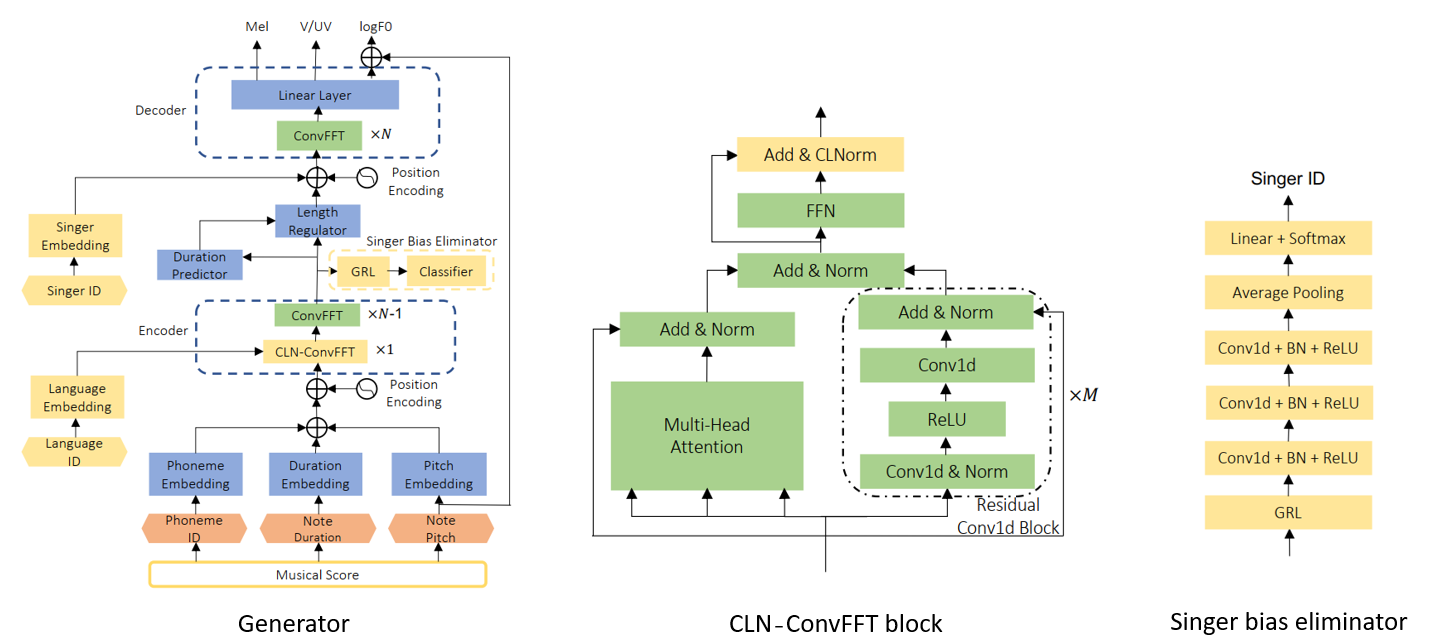 Mel
V/UV
logF0
Linear Layer
Decoder
ConvFFT
×N
Position
Encoding
Length
Regulator
Singer
Embedding
Singer ID
Duration
Predictor
Singer Bias Eliminator
GRL
Classifier
ConvFFT
×N-1
Encoder
CLN-ConvFFT
×1
Position
Encoding
Language
Embedding
Language
ID
Phoneme
Embedding
Duration
Embedding
Pitch
Embedding
Phoneme
ID
Note
Duration
Note
Pitch
Musical Score
Generator
Add & CLNorm
FFN
Add & Norm
Add & Norm
Add & Norm
Conv1d
ReLU
Conv1d & Norm
Multi-Head
Attention
×M
Residual
Conv1d Block
CLN-ConvFFT block
Singer ID
Linear + Softmax
Average Pooling
Conv1d + BN + ReLU
Conv1d + BN + ReLU
Conv1d + BN + ReLU
GRL
Singer bias eliminator